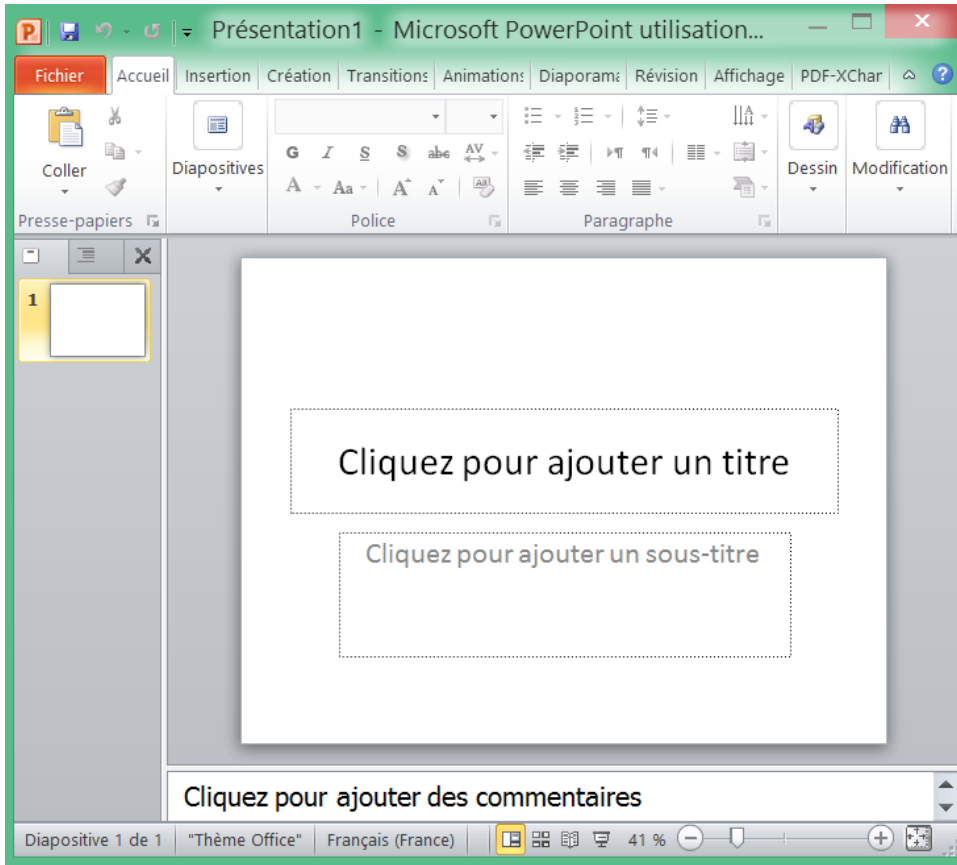 Présentation1 - Microsoft PowerPoint utilisation...
Fichier Accueil Insertion Création Transitions Animations Diaporama Révision Affichage PDF-XChan
Coller
Diapositives
G I S S abe AV
A Aa A A
Dessin Modification
Presse-papiers Police Paragraphe
1
Cliquez pour ajouter un titre
Cliquez pour ajouter un sous-titre
Cliquez pour ajouter des commentaires
Diapositive 1 de 1 "Thème Office" Français (France) 41 %